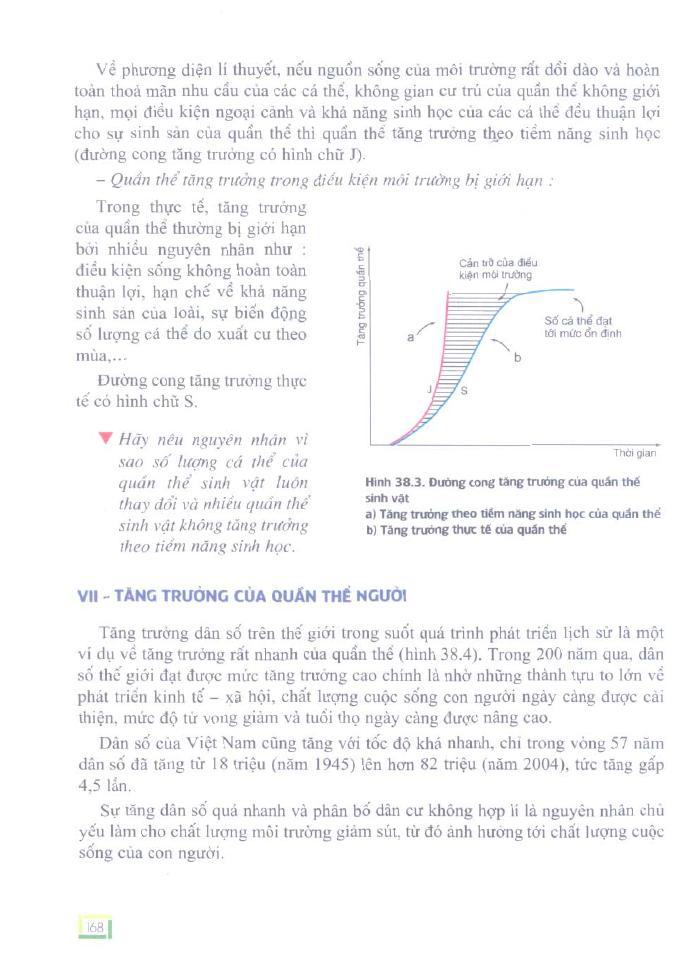 Về phương diện lí thuyết, nếu nguồn sống của môi trường rất dồi dào và hoàn
toàn thoả mãn nhu cầu của các cá thể, không gian cư trú của quần thể không giới
hạn, mọi điều kiện ngoại cảnh và khả năng sinh học của các cá thể đều thuận lợi
cho sự sinh sản của quần thể thì quần thể tăng trưởng theo tiềm năng sinh học
(đường cong tăng trưởng có hình chữ J).
– Quần thể tăng trưởng trong điều kiện môi trường bị giới hạn :
Trong thực tế, tăng trưởng
của quần thể thường bị giới hạn
bởi nhiều nguyên nhân như :
điều kiện sống không hoàn toàn
thuận lợi, hạn chế về khả năng
sinh sản của loài, sự biến động
số lượng cá thể do xuất cư theo
mùa,...
Đường cong tăng trưởng thực
tế có hình chữ S.
▼ Hãy nêu nguyên nhân vì
sao số lượng cá thể của
quần thể sinh vật luôn
thay đổi và nhiều quần thể
sinh vật không tăng trưởng
theo tiềm năng sinh học.
Tăng trưởng quần thể
Cản trở của điều
kiện môi trường
Số cá thể đạt
tới mức ổn định
a
b
J
S
Thời gian
Hình 38.3. Đường cong tăng trưởng của quần thể
sinh vật
a) Tăng trưởng theo tiềm năng sinh học của quần thể
b) Tăng trưởng thực tế của quần thể
VII - TĂNG TRƯỞNG CỦA QUẦN THỂ NGƯỜI
Tăng trưởng dân số trên thế giới trong suốt quá trình phát triển lịch sử là một
ví dụ về tăng trưởng rất nhanh của quần thể (hình 38.4). Trong 200 năm qua, dân
số thế giới đạt được mức tăng trưởng cao chính là nhờ những thành tựu to lớn về
phát triển kinh tế – xã hội, chất lượng cuộc sống con người ngày càng được cải
thiện, mức độ tử vong giảm và tuổi thọ ngày càng được nâng cao.
Dân số của Việt Nam cũng tăng với tốc độ khá nhanh, chỉ trong vòng 57 năm
dân số đã tăng từ 18 triệu (năm 1945) lên hơn 82 triệu (năm 2004), tức tăng gấp
4,5 lần.
Sự tăng dân số quá nhanh và phân bố dân cư không hợp lí là nguyên nhân chủ
yếu làm cho chất lượng môi trường giảm sút, từ đó ảnh hưởng tới chất lượng cuộc
sống của con người.
168